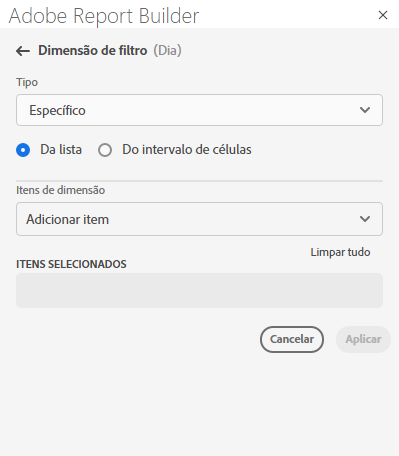 Adobe Report Builder
Dimensão de filtro (Dia)
Tipo
Específico
Da lista Do intervalo de células
Itens de dimensão
Adicionar item
Limpar tudo
ITENS SELECIONADOS
Cancelar Aplicar